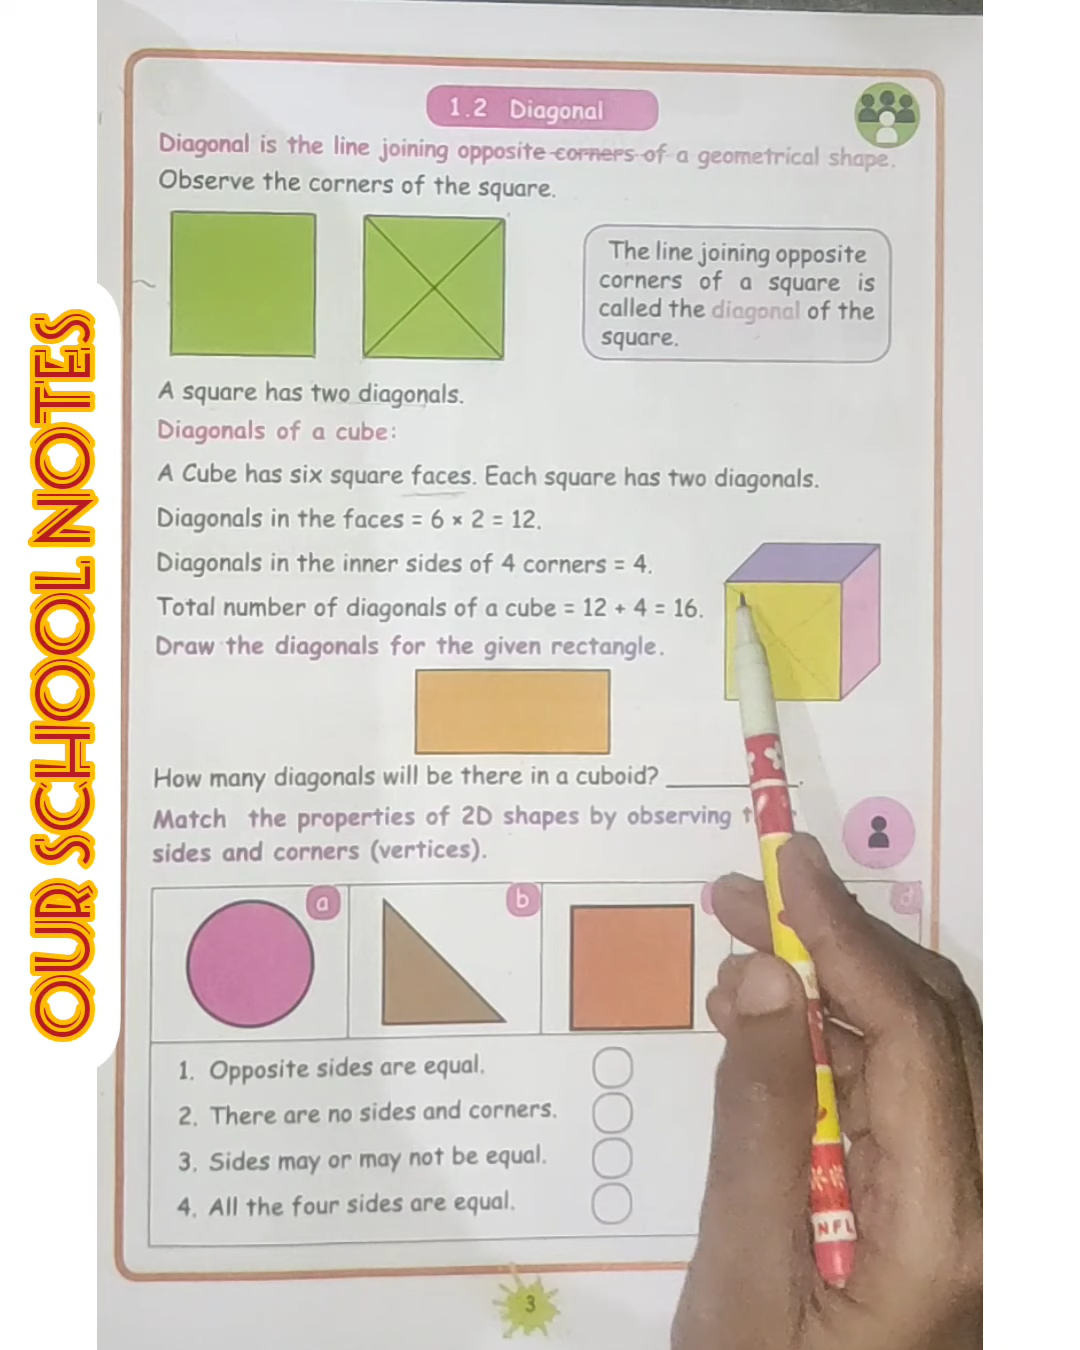 OUR SCHOOL NOTES
1.2 Diagonal
Diagonal is the line joining opposite corners of a geometrical shape.
Observe the corners of the square.
The line joining opposite
corners of a square is
called the diagonal of the
square.
A square has two diagonals.
Diagonals of a cube:
A Cube has six square faces. Each square has two diagonals.
Diagonals in the faces = 6 × 2 = 12.
Diagonals in the inner sides of 4 corners = 4.
Total number of diagonals of a cube = 12 + 4 = 16.
Draw the diagonals for the given rectangle.
How many diagonals will be there in a cuboid? ________.
Match the properties of 2D shapes by observing
sides and corners (vertices).
a b d
1. Opposite sides are equal.
2. There are no sides and corners.
3. Sides may or may not be equal.
4. All the four sides are equal.
NFL
3